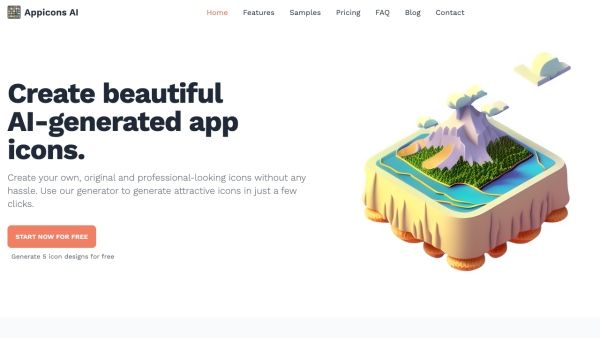 Appicons AI
Home Features Samples Pricing FAQ Blog Contact
Create beautiful
AI-generated app
icons.
Create your own, original and professional-looking icons without any
hassle. Use our generator to generate attractive icons in just a few
clicks.
START NOW FOR FREE
Generate 5 icon designs for free